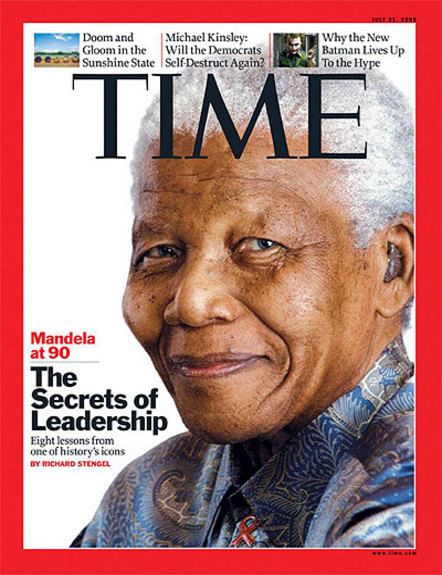 JULY 21, 2008
Doom and
Gloom in the
Sunshine State
Michael Kinsley:
Will the Democrats
Self-Destruct Again?
Why the New
Batman Lives Up
To the Hype
TIME
Mandela
at 90
The
Secrets of
Leadership
Eight lessons from
one of history's icons
BY RICHARD STENGEL
www.time.com